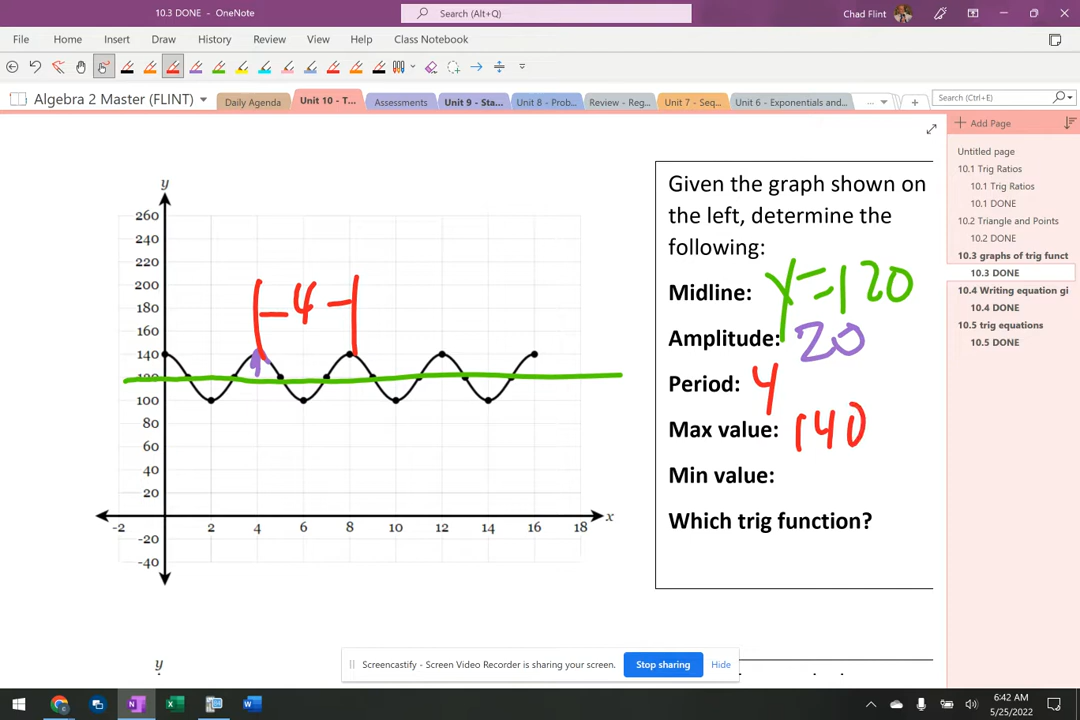 10.3 DONE - OneNote
Search (Alt+Q)
Chad Flint
File Home Insert Draw History Review View Help Class Notebook
Algebra 2 Master (FLINT)
Daily Agenda
Unit 10 - T...
Assessments
Unit 9 - Sta...
Unit 8 - Prob...
Review - Reg...
Unit 7 - Seq...
Unit 6 - Exponentials and...
...
Search (Ctrl+E)
Add Page
Untitled page
10.1 Trig Ratios
10.1 Trig Ratios
10.1 DONE
10.2 Triangle and Points
10.2 DONE
10.3 graphs of trig funct
10.3 DONE
10.4 Writing equation gi
10.4 DONE
10.5 trig equations
10.5 DONE
y
260
240
220
200
180
160
140
120
100
80
60
40
20
-2 2 4 6 8 10 12 14 16 18 x
-20
-40
4
Given the graph shown on
the left, determine the
following:
Midline: y=120
Amplitude: 20
Period: 4
Max value: 140
Min value:
Which trig function?
y
Screencastify - Screen Video Recorder is sharing your screen.
Stop sharing
Hide
6:42 AM
5/25/2022